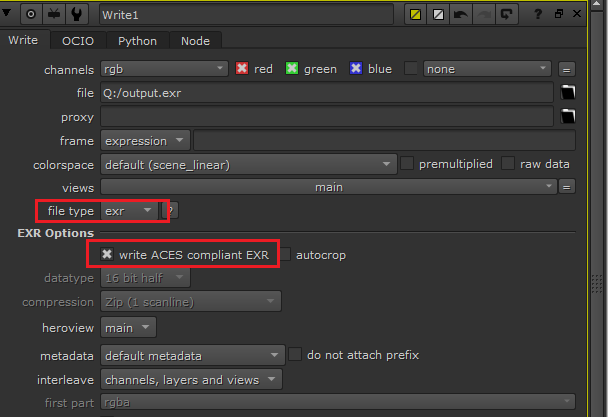 Write1
Write OCIO Python Node
channels rgb red green blue none =
file Q:/output.exr
proxy
frame expression
colorspace default (scene_linear) premultiplied raw data
views main =
file type exr ?
EXR Options
write ACES compliant EXR autocrop
datatype 16 bit half
compression Zip (1 scanline)
heroview main
metadata default metadata do not attach prefix
interleave channels, layers and views
first part rgba